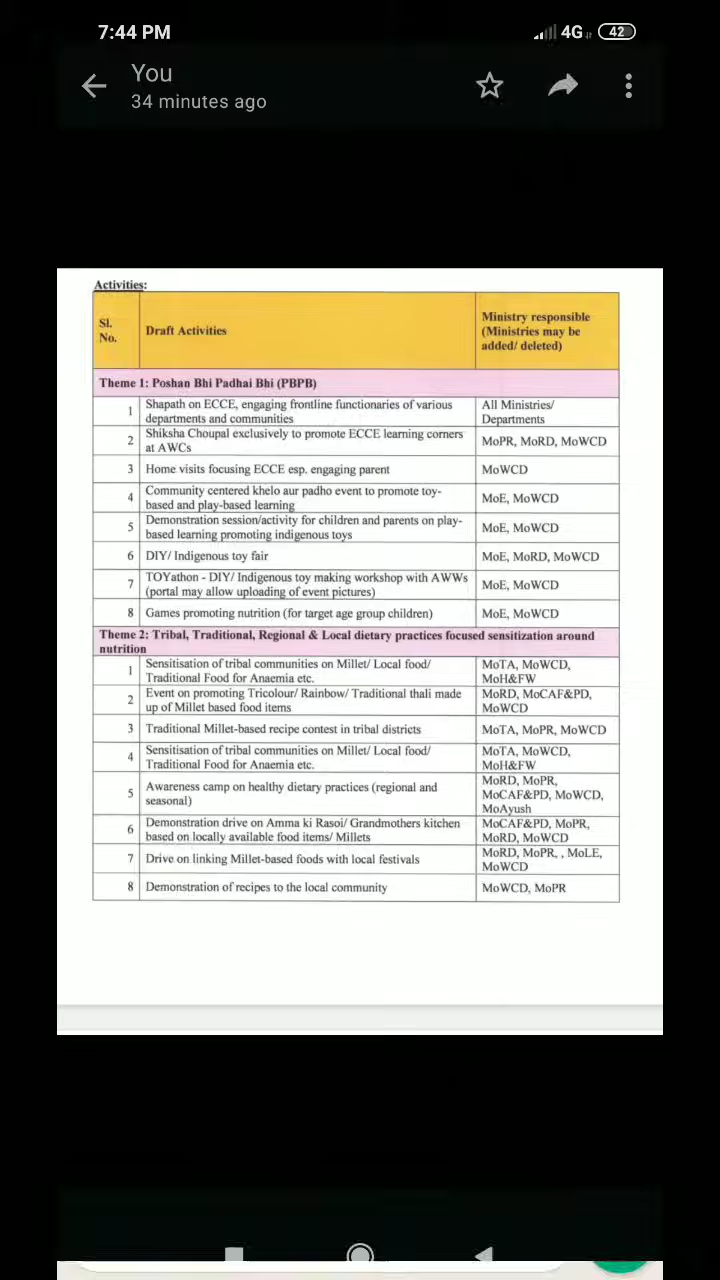 7:44 PM
4G 42
You
34 minutes ago
Activities:
Sl. No.
Draft Activities
Ministry responsible
(Ministries may be
added/ deleted)
Theme 1: Poshan Bhi Padhai Bhi (PBPB)
1 Shapath on ECCE, engaging frontline functionaries of various
departments and communities
All Ministries/
Departments
2 Shiksha Choupal exclusively to promote ECCE learning corners
at AWCs
MoPR, MoRD, MoWCD
3 Home visits focusing ECCE esp. engaging parent
MoWCD
4 Community centered khelo aur padho event to promote toy-
based and play-based learning
MoE, MoWCD
5 Demonstration session/activity for children and parents on play-
based learning promoting indigenous toys
MoE, MoWCD
6 DIY/ Indigenous toy fair
MoE, MoRD, MoWCD
7 TOYathon - DIY/ Indigenous toy making workshop with AWWs
(portal may allow uploading of event pictures)
MoE, MoWCD
8 Games promoting nutrition (for target age group children)
MoE, MoWCD
Theme 2: Tribal, Traditional, Regional & Local dietary practices focused sensitization around
nutrition
1 Sensitisation of tribal communities on Millet/ Local food/
Traditional Food for Anaemia etc.
MoTA, MoWCD,
MoH&FW
2 Event on promoting Tricolour/ Rainbow/ Traditional thali made
up of Millet based food items
MoRD, MoCAF&PD,
MoWCD
3 Traditional Millet-based recipe contest in tribal districts
MoTA, MoPR, MoWCD
4 Sensitisation of tribal communities on Millet/ Local food/
Traditional Food for Anaemia etc.
MoTA, MoWCD,
MoH&FW
5 Awareness camp on healthy dietary practices (regional and
seasonal)
MoRD, MoPR,
MoCAF&PD, MoWCD,
MoAyush
6 Demonstration drive on Amma ki Rasoi/ Grandmothers kitchen
based on locally available food items/ Millets
MoCAF&PD, MoPR,
MoRD, MoWCD
7 Drive on linking Millet-based foods with local festivals
MoRD, MoPR, , MoLE,
MoWCD
8 Demonstration of recipes to the local community
MoWCD, MoPR